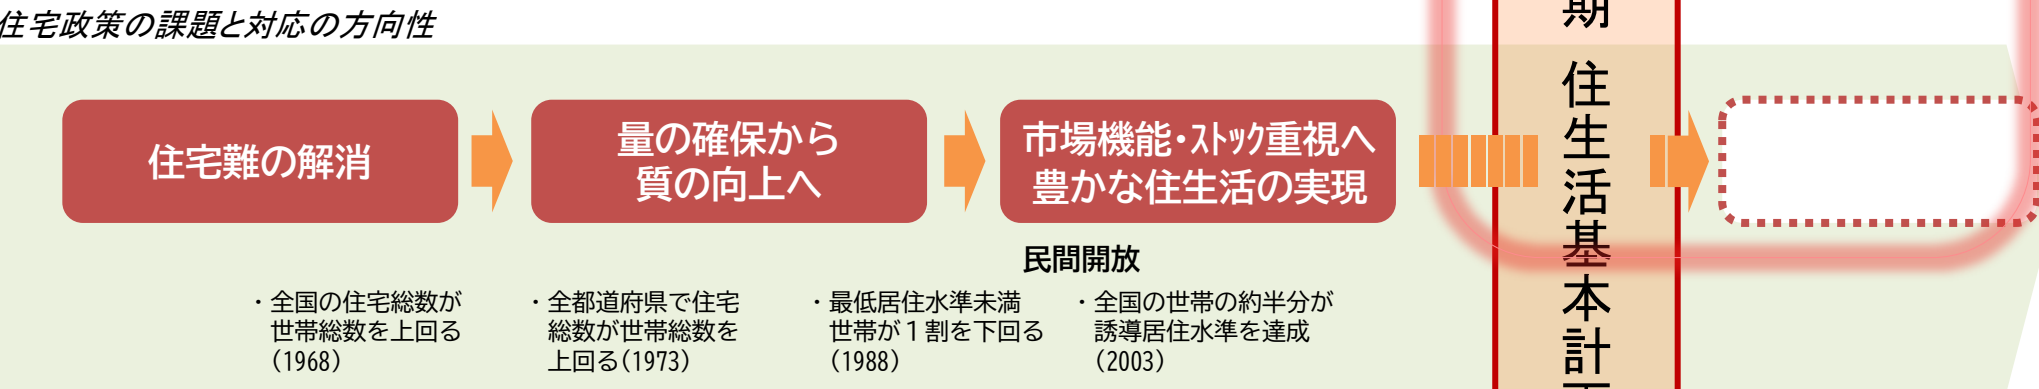 住宅政策の課題と対応の方向性
住宅難の解消
量の確保から
質の向上へ
市場機能・ｽﾄｯｸ重視へ
豊かな住生活の実現
民間開放
・全国の住宅総数が
世帯総数を上回る
(1968)
・全都道府県で住宅
総数が世帯総数を
上回る(1973)
・最低居住水準未満
世帯が１割を下回る
(1988)
・全国の世帯の約半分が
誘導居住水準を達成
(2003)
期 住生活基本計